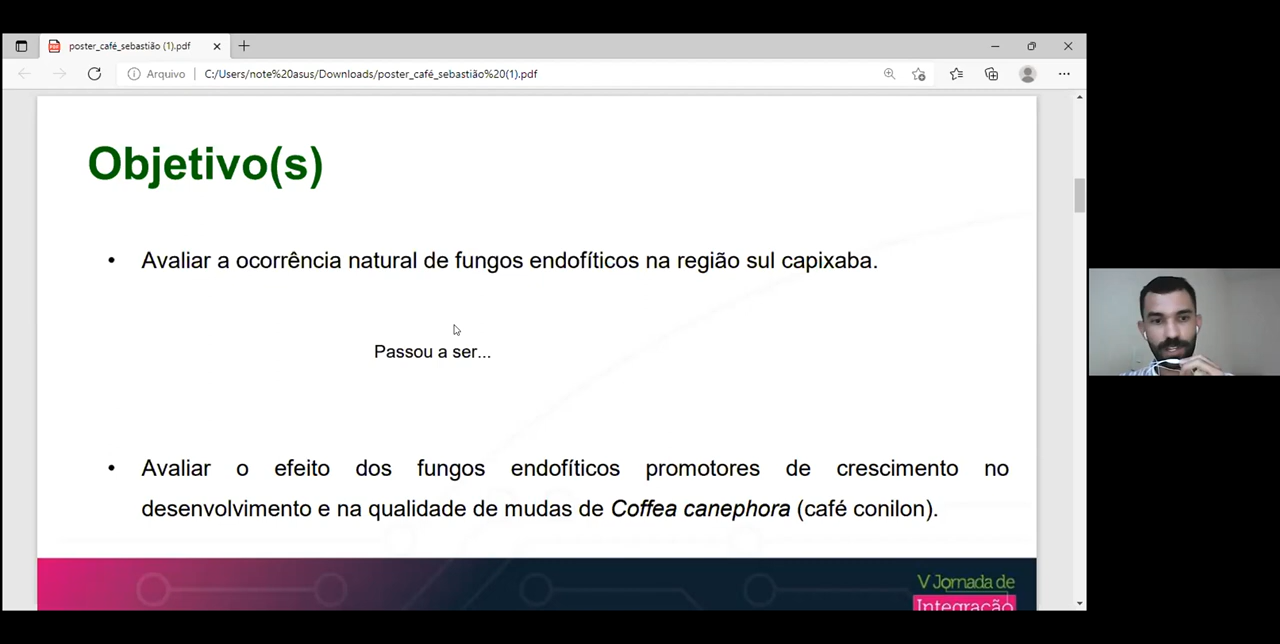 poster_café_sebastião (1).pdf
Arquivo
C:/Users/note%20asus/Downloads/poster_café_sebastião%20(1).pdf
Objetivo(s)
• Avaliar a ocorrência natural de fungos endofíticos na região sul capixaba.
Passou a ser...
• Avaliar o efeito dos fungos endofíticos promotores de crescimento no
desenvolvimento e na qualidade de mudas de Coffea canephora (café conilon).
V Jornada de
Integração